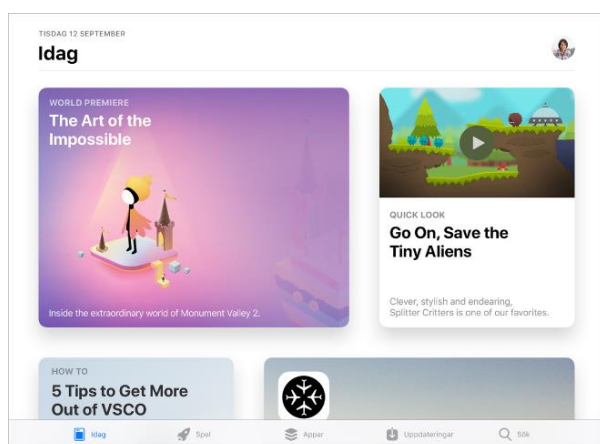 TISDAG 12 SEPTEMBER
Idag
WORLD PREMIERE
The Art of the
Impossible
Inside the extraordinary world of Monument Valley 2.
QUICK LOOK
Go On, Save the
Tiny Aliens
Clever, stylish and endearing,
Splitter Critters is one of our favorites.
HOW TO
5 Tips to Get More
Out of VSCO
Idag
Spel
Apper
Uppdateringar
Sök